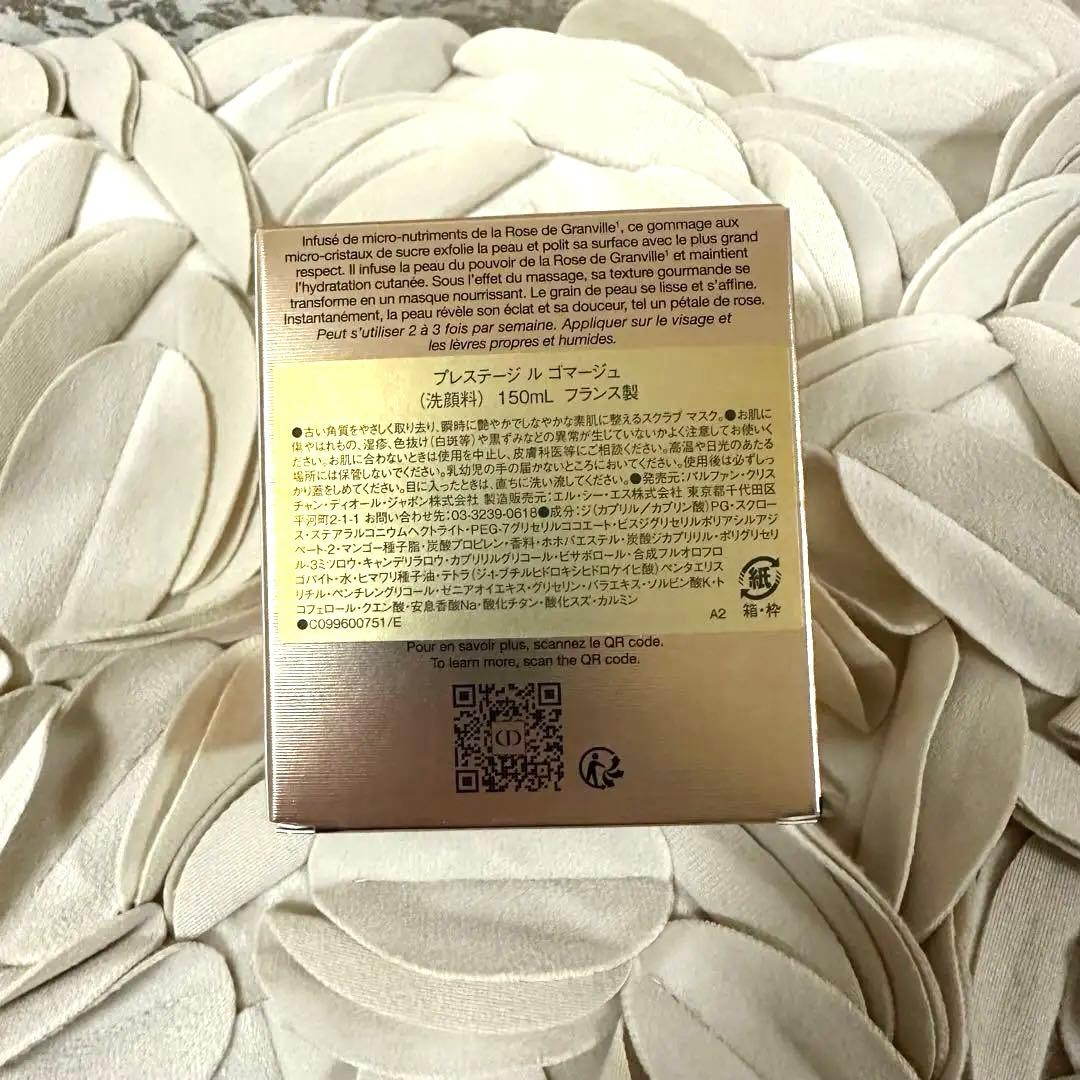 Infusé de micro-nutriments de la Rose de Granville¹, ce gommage aux
micro-cristaux de sucre exfolie la peau et polit sa surface avec le plus grand
respect. Il infuse la peau du pouvoir de la Rose de Granville¹ et maintient
l'hydratation cutanée. Sous l'effet du massage, sa texture gourmande se
transforme en un masque nourrissant. Le grain de peau se lisse et s'affine.
Instantanément, la peau révèle son éclat et sa douceur, tel un pétale de rose.
Peut s'utiliser 2 à 3 fois par semaine. Appliquer sur le visage et
les lèvres propres et humides.
プレステージ ル ゴマージュ
(洗顔料) 150mL フランス製
●古い角質をやさしく取り去り、瞬時に艶やかでしなやかな素肌に整えるスクラブ マスク。●お肌に
傷やはれもの、湿疹、色抜け(白斑等)や黒ずみなどの異常が生じていないかよく注意してお使いく
ださい。お肌に合わないときは使用を中止し、皮膚科医等にご相談ください。高温や日光のあたる
場所には保管しないでください。乳幼児の手の届かないところにおいてください。使用後は必ずしっ
かり蓋をしめてください。目に入ったときは、直ちに洗い流してください。●発売元:パルファン・クリス
チャン・ディオール・ジャポン株式会社 製造販売元:エル・シー・エス株式会社 東京都千代田区
平河町2-1-1 お問い合わせ先:03-3239-0618●成分:ジ(カプリル/カプリン酸)PG・スクロー
ス・ステアラルコニウムヘクトライト・PEG-7グリセリルココエート・ビスジグリセリルポリアシルアジ
ペート-2・マンゴー種子脂・炭酸プロピレン・香料・ホホバエステル・炭酸ジカプリリル・ポリグリセリ
ル-3ミツロウ・キャンデリラロウ・カプリリルグリコール・ビサボロール・合成フルオロフロ
ゴパイト・水・ヒマワリ種子油・テトラ(ジ-t-ブチルヒドロキシヒドロケイヒ酸)ペンタエリス
リチル・ペンチレングリコール・ゼニアオイエキス・グリセリン・バラエキス・ソルビン酸K・ト
コフェロール・クエン酸・安息香酸Na・酸化チタン・酸化スズ・カルミン
●C099600751/E
A2
紙
箱・枠
Pour en savoir plus, scannez le QR code.
To learn more, scan the QR code.
CD